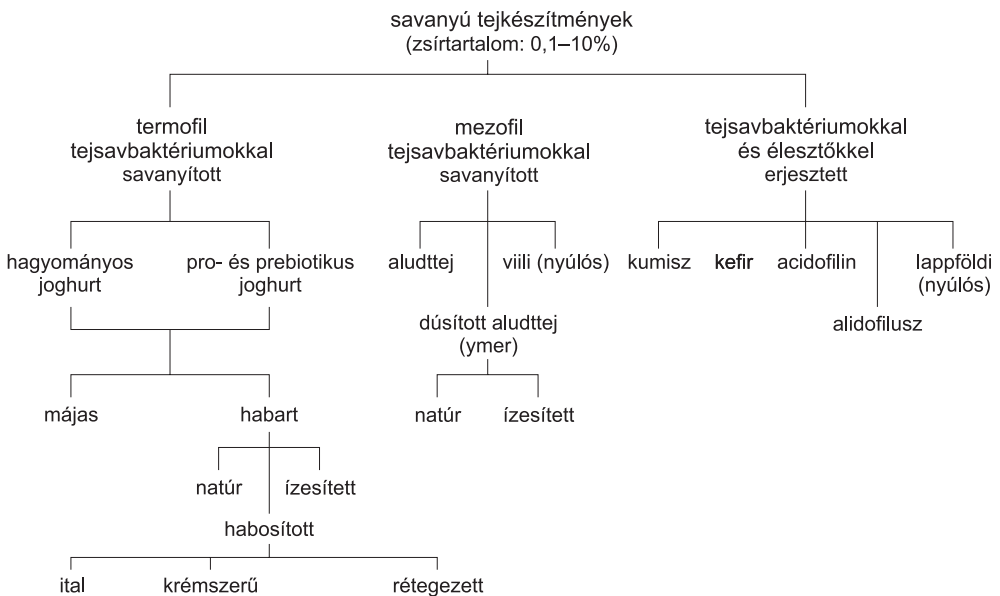 savanyú tejkészítmények
(zsírtartalom: 0,1–10%)
termofil
tejsavbaktériumokkal
savanyított
mezofil
tejsavbaktériumokkal
savanyított
tejsavbaktériumokkal
és élesztőkkel
erjesztett
hagyományos
joghurt
pro- és prebiotikus
joghurt
aludttej
viili (nyúlós)
kumisz
kefir
acidofilin
lappföldi
(nyúlós)
alidofilusz
dúsított aludttej
(ymer)
májas
habart
natúr
ízesített
natúr
ízesített
habosított
ital
krémszerű
rétegezett